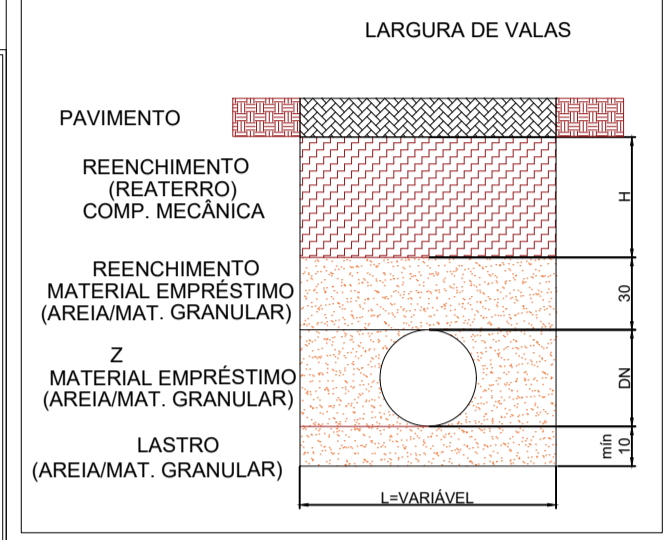 LARGURA DE VALAS
PAVIMENTO
REENCHIMENTO
(REATERRO)
COMP. MECÂNICA
H
REENCHIMENTO
MATERIAL EMPRÉSTIMO
(AREIA/MAT. GRANULAR)
30
Z
MATERIAL EMPRÉSTIMO
(AREIA/MAT. GRANULAR)
DN
LASTRO
(AREIA/MAT. GRANULAR)
mín
10
L=VARIÁVEL